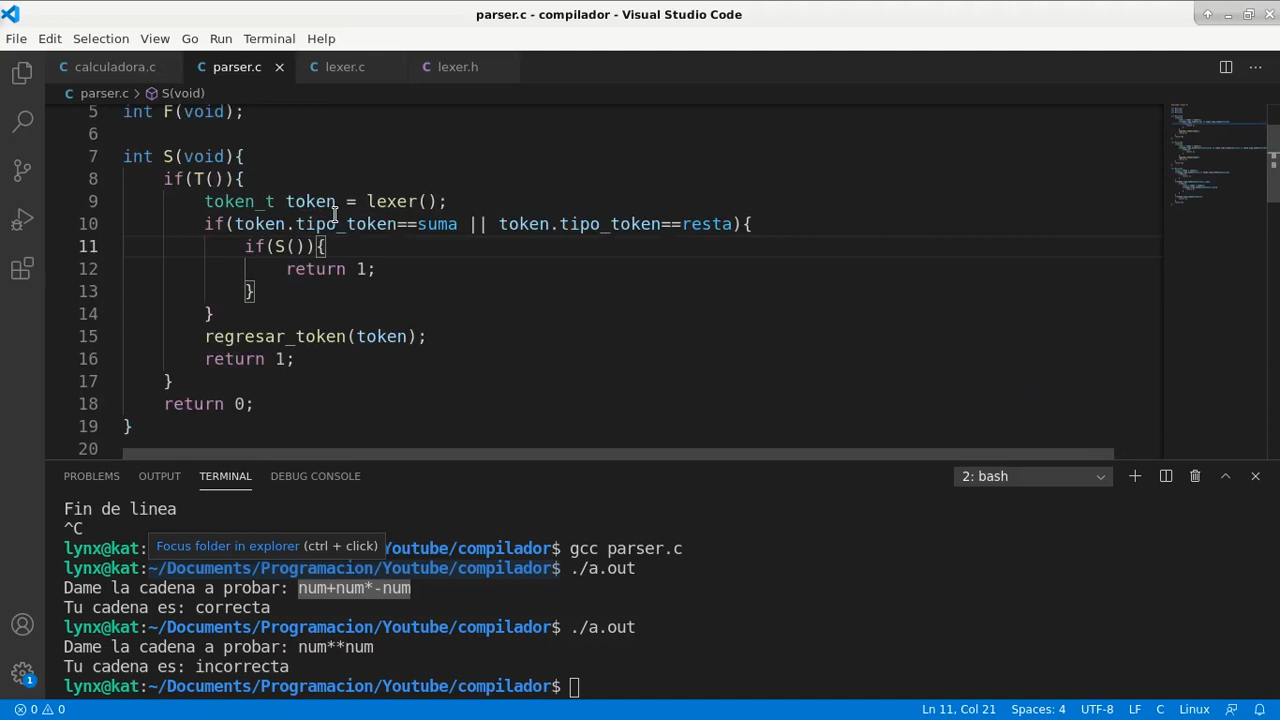 parser.c - compilador - Visual Studio Code
File Edit Selection View Go Run Terminal Help
C calculadora.c C parser.c C lexer.c C lexer.h
C parser.c > S(void)
5 int F(void);
6
7 int S(void){
8 if(T()){
9 token_t token = lexer();
10 if(token.tipo_token==suma || token.tipo_token==resta){
11 if(S()){
12 return 1;
13 }
14 }
15 regresar_token(token);
16 return 1;
17 }
18 return 0;
19 }
20
PROBLEMS OUTPUT TERMINAL DEBUG CONSOLE 2: bash
Fin de linea
^C
Focus folder in explorer (ctrl + click)
lynx@kat: Youtube/compilador$ gcc parser.c
lynx@kat:~/Documents/Programacion/Youtube/compilador$ ./a.out
Dame la cadena a probar: num+num*-num
Tu cadena es: correcta
lynx@kat:~/Documents/Programacion/Youtube/compilador$ ./a.out
Dame la cadena a probar: num**num
Tu cadena es: incorrecta
lynx@kat:~/Documents/Programacion/Youtube/compilador$
1
0 0 Ln 11, Col 21 Spaces: 4 UTF-8 LF C Linux